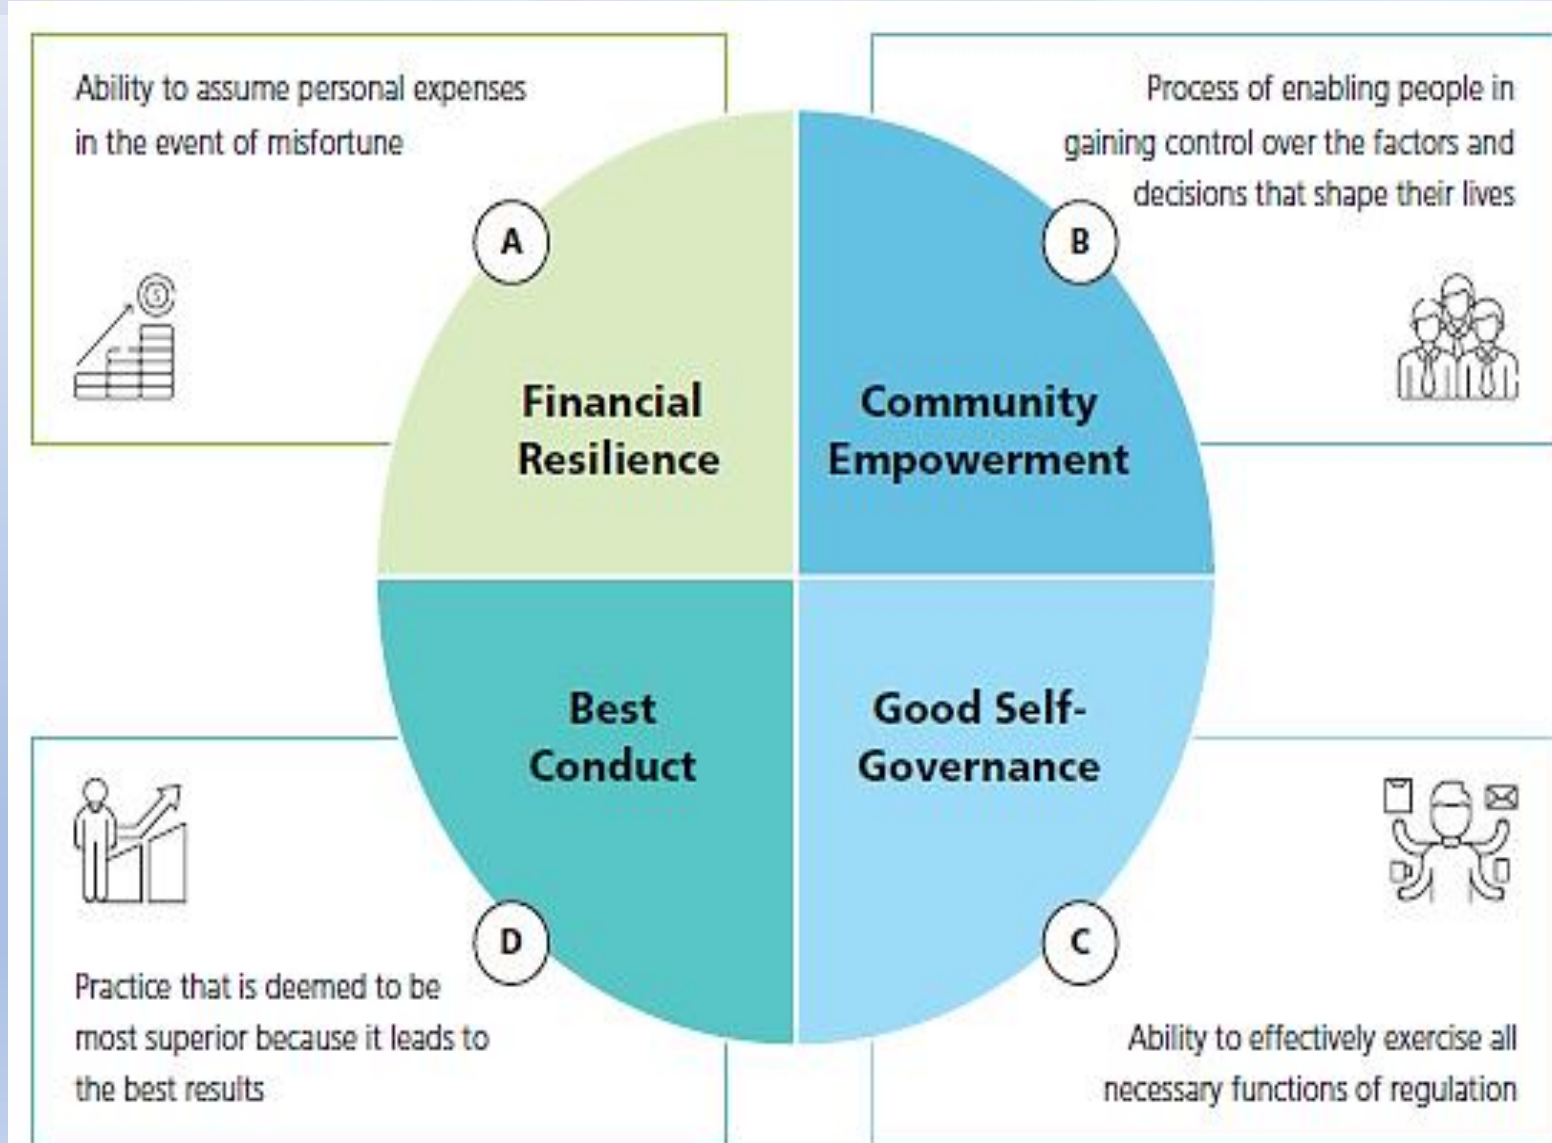 Ability to assume personal expenses
in the event of misfortune
A
Financial
Resilience
Process of enabling people in
gaining control over the factors and
decisions that shape their lives
B
Community
Empowerment
Best
Conduct
D
Practice that is deemed to be
most superior because it leads to
the best results
Good Self-
Governance
C
Ability to effectively exercise all
necessary functions of regulation